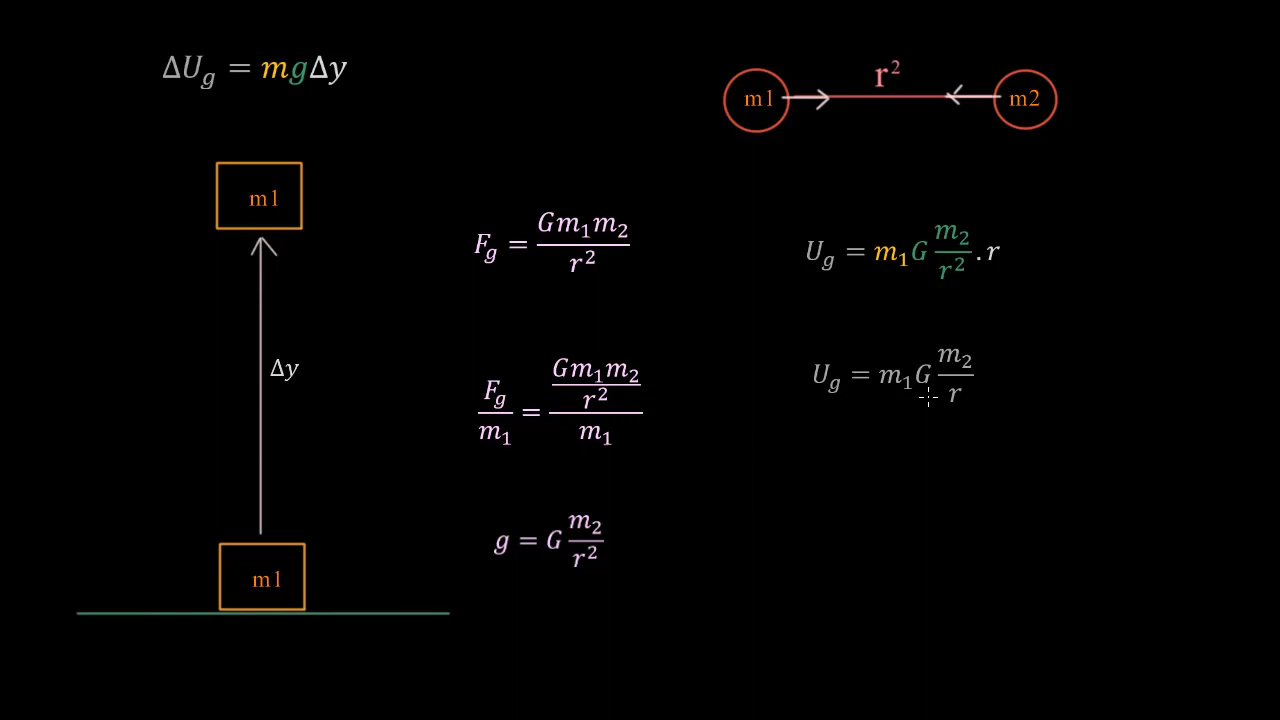 ΔU_g = mgΔy
m1
Δy
m1
F_g = Gm₁m₂ / r²
F_g / m₁ = (Gm₁m₂ / r²) / m₁
g = G m₂ / r²
r²
m1 m2
U_g = m₁G m₂ / r² . r
U_g = m₁G m₂ / r